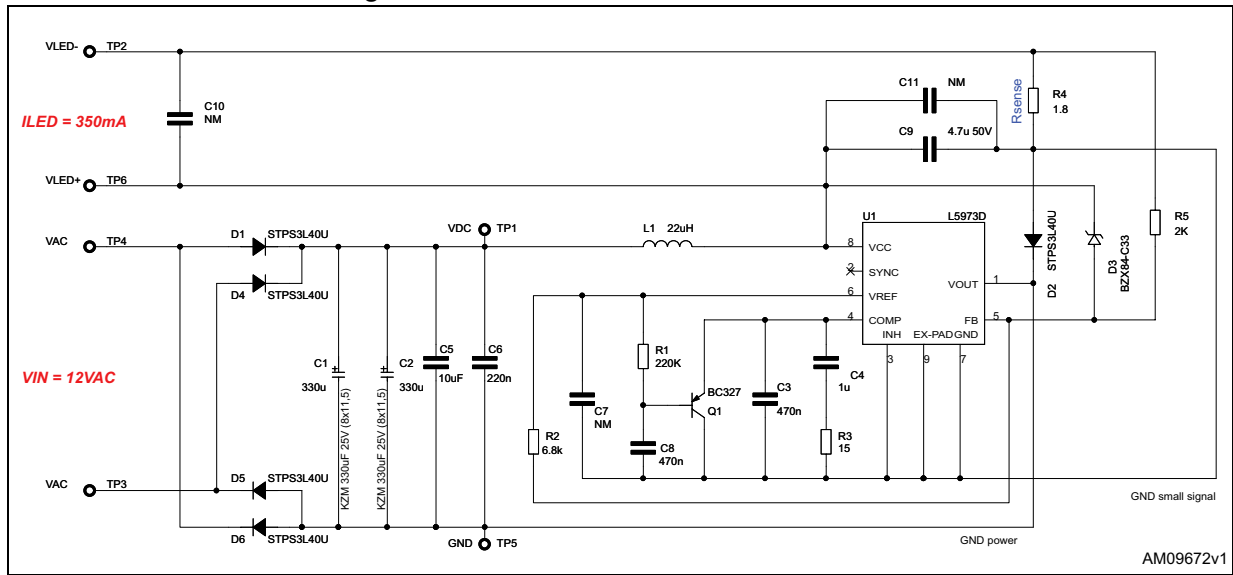 VLED- TP2
C10
NM
ILED = 350mA
VLED+ TP6
C11 NM
C9 4.7u 50V
Rsense
R4
1.8
R5
2K
VAC TP4
D1 STPS3L40U
D4 STPS3L40U
VDC TP1
L1 22uH
U1 L5973D
8 VCC
2 SYNC
6 VREF
4 COMP
VOUT 1
FB 5
INH EX-PAD GND
3 9 7
D2 STPS3L40U
D3
BZX84-C33
VIN = 12VAC
C1
330u
KZM 330uF 25V (8x11,5)
C2
330u
KZM 330uF 25V (8x11,5)
C5
10uF
C6
220n
R1
220K
BC327
Q1
C3
470n
C4
1u
R3
15
R2
6.8k
C7
NM
C8
470n
VAC TP3
D5 STPS3L40U
D6 STPS3L40U
GND TP5
GND small signal
GND power
AM09672v1